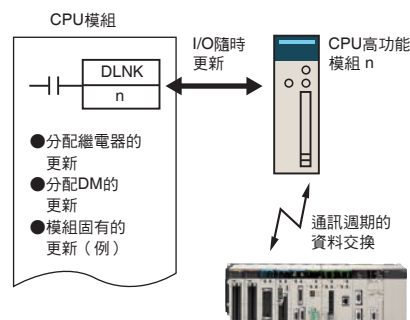 CPU模組
DLNK
n
●分配繼電器的
更新
●分配DM的
更新
●模組固有的
更新（例）
I/O隨時
更新
CPU高功能
模組 n
通訊週期的
資料交換